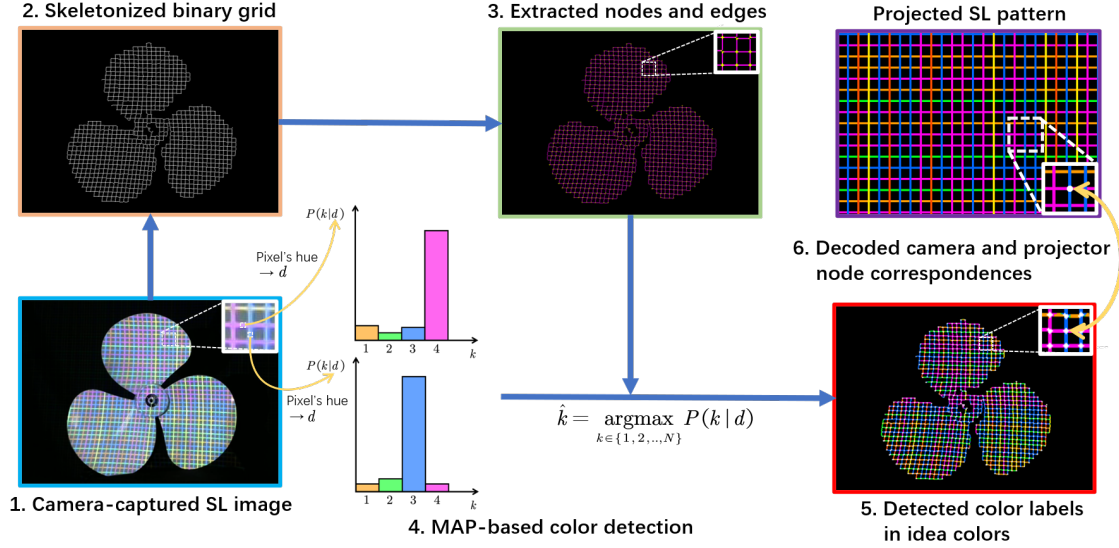 2. Skeletonized binary grid
3. Extracted nodes and edges
Projected SL pattern
P(k|d)
Pixel's hue
→ d
1 2 3 4 k
6. Decoded camera and projector
node correspondences
P(k|d)
Pixel's hue
→ d
1 2 3 4
k
k̂ = argmax P(k | d)
k∈{1,2,..,N}
1. Camera-captured SL image
4. MAP-based color detection
5. Detected color labels
in idea colors